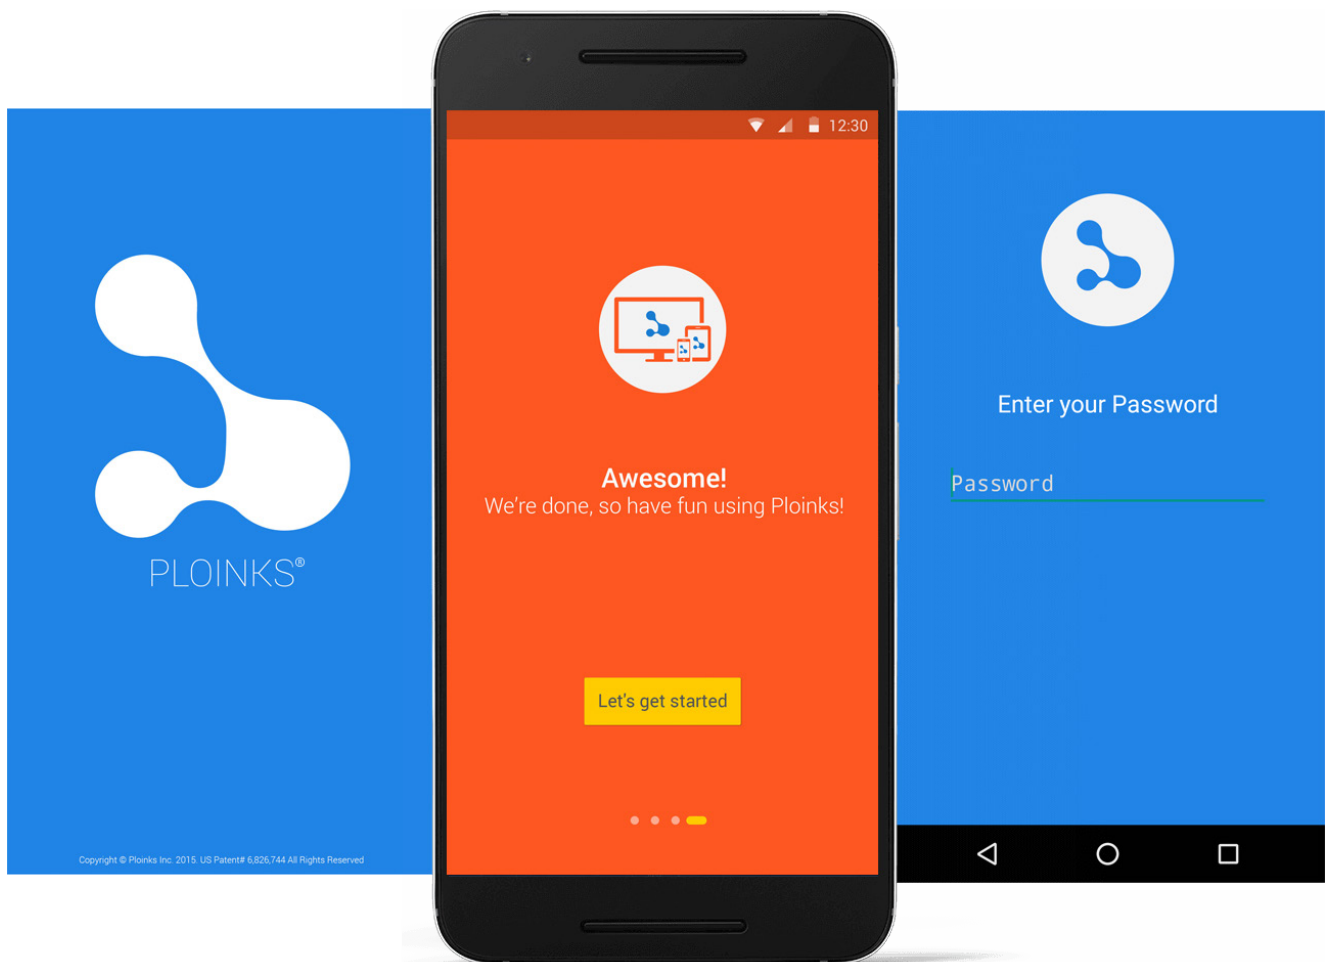 PLOINKS®
Copyright © Ploinks Inc. 2015. US Patent# 6,826,744 All Rights Reserved
12:30
Awesome!
We're done, so have fun using Ploinks!
Let's get started
Enter your Password
Password